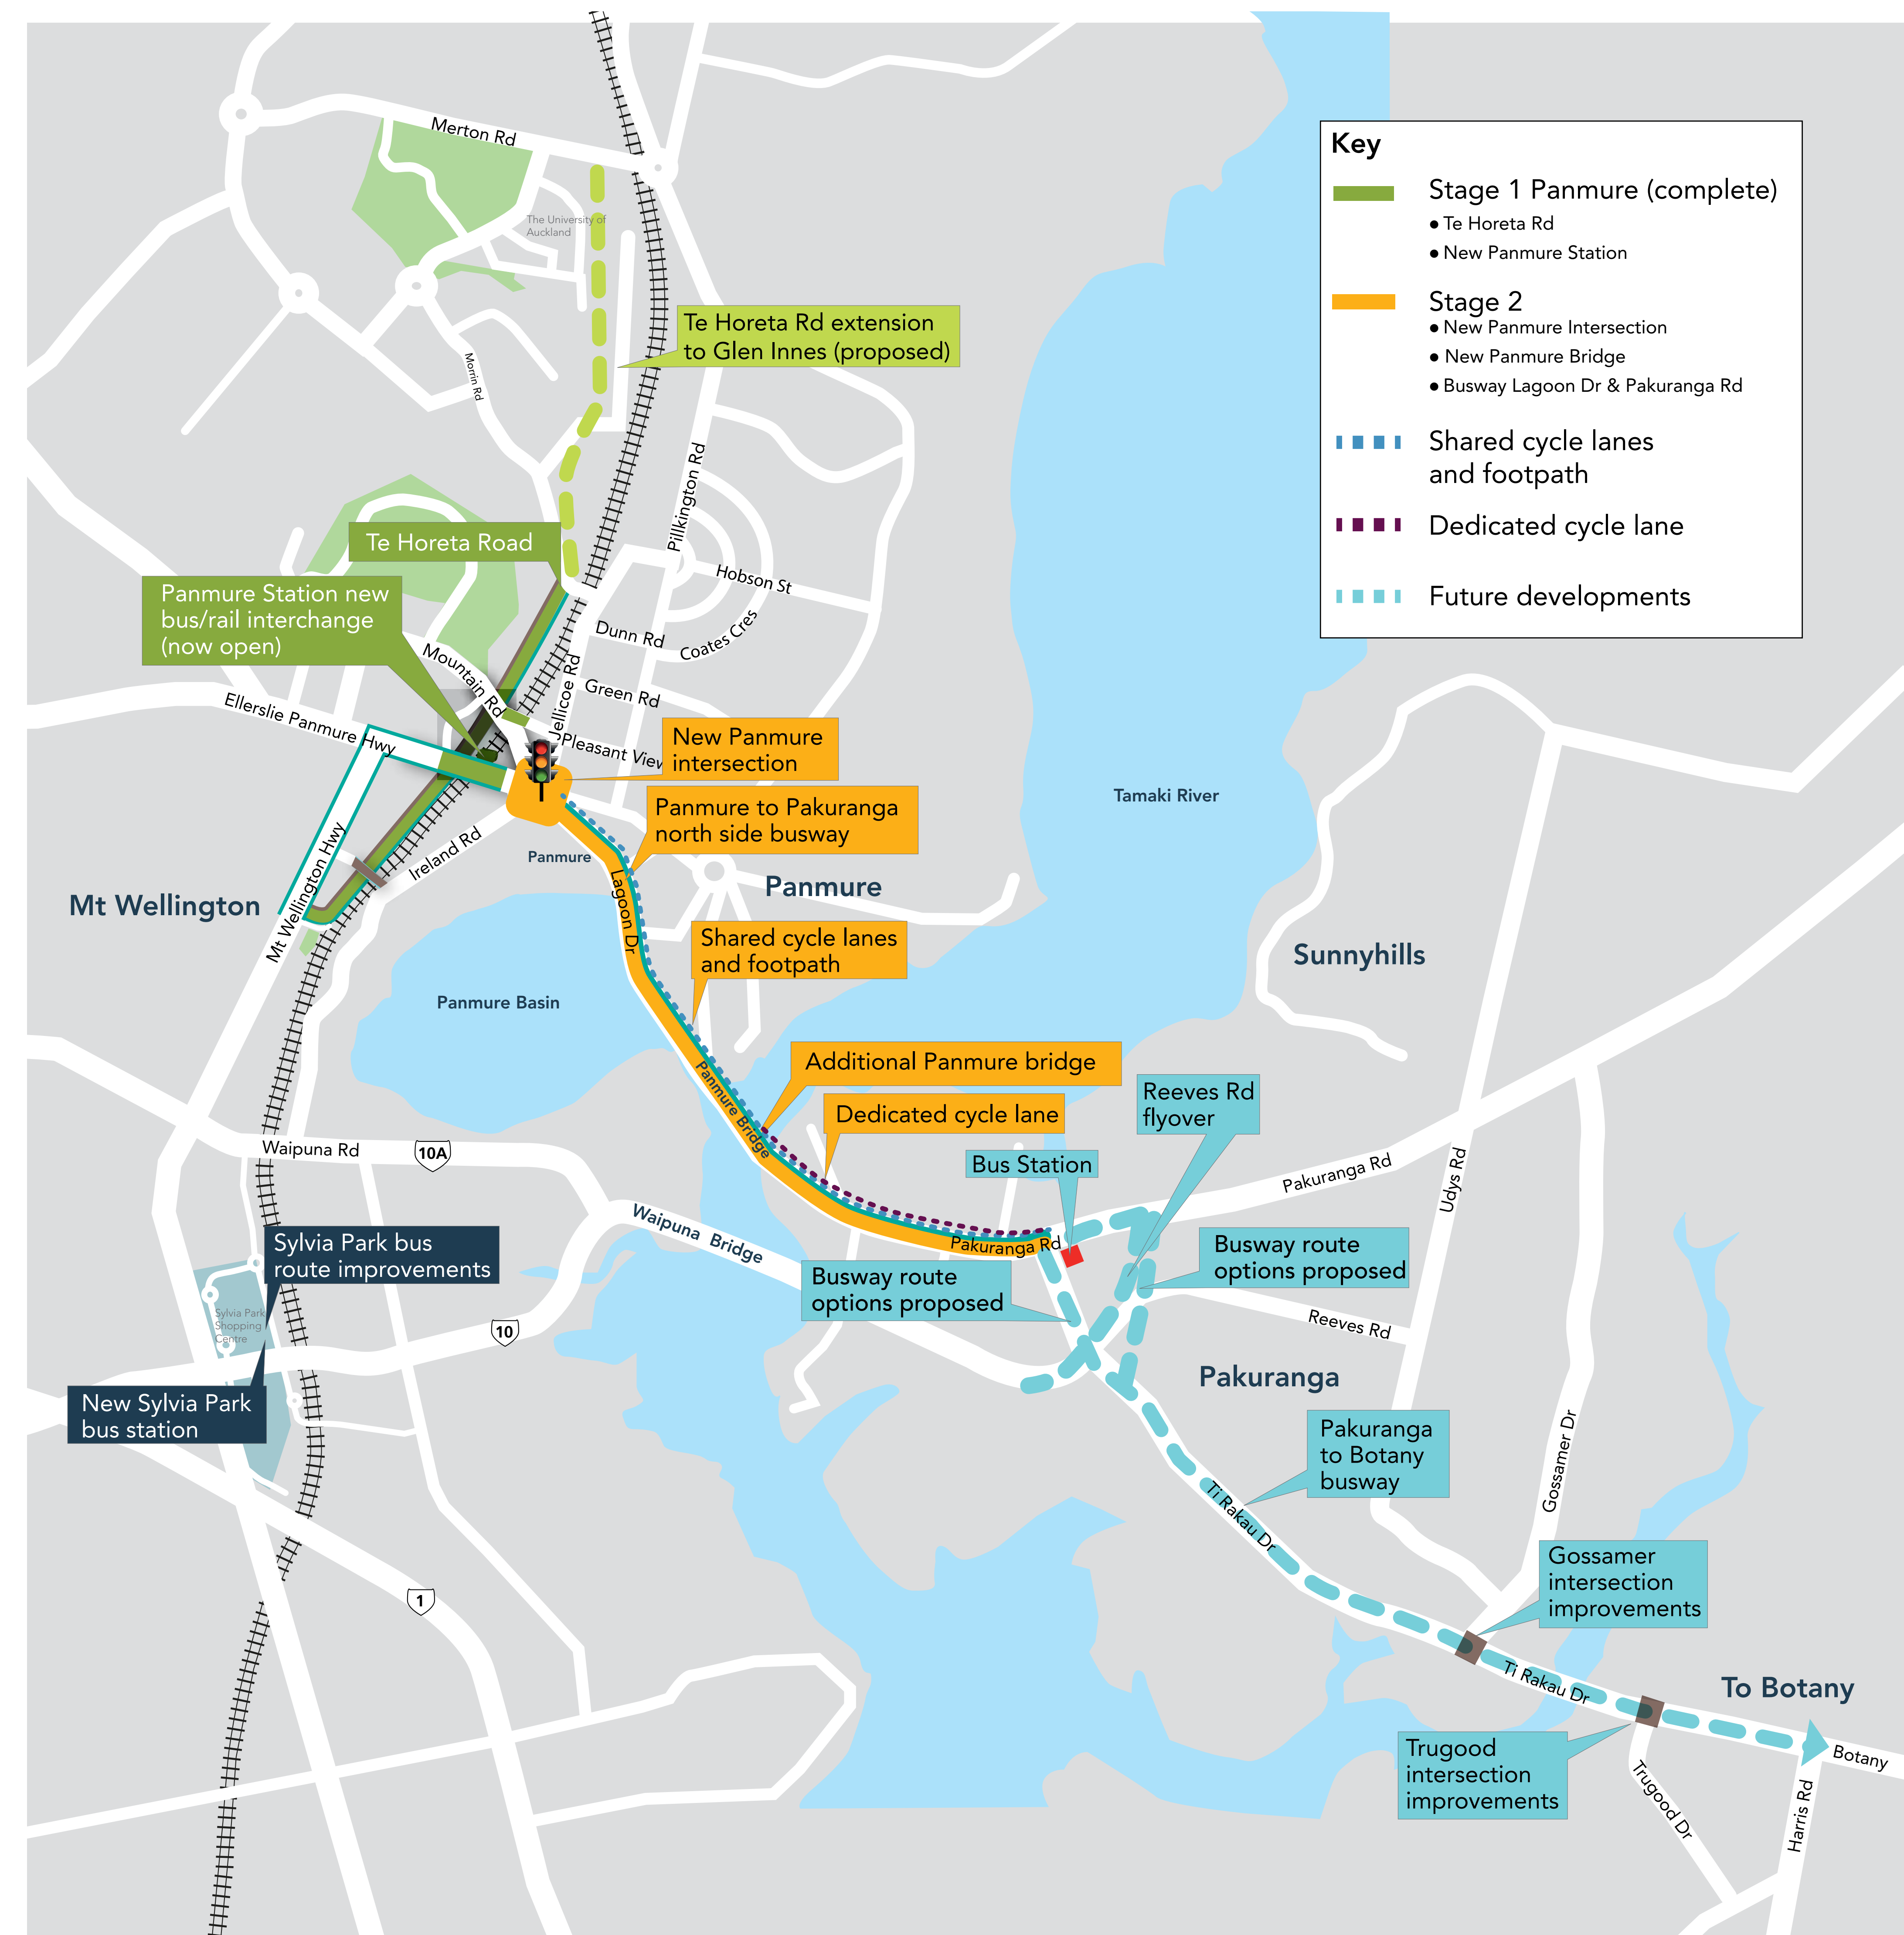 Key
Stage 1 Panmure (complete)
● Te Horeta Rd
● New Panmure Station
Stage 2
● New Panmure Intersection
● New Panmure Bridge
● Busway Lagoon Dr & Pakuranga Rd
Shared cycle lanes
and footpath
Dedicated cycle lane
Future developments
Merton Rd
The University of
Auckland
Te Horeta Rd extension
to Glen Innes (proposed)
Morrin Rd
Pillkington Rd
Te Horeta Road
Hobson St
Panmure Station new
bus/rail interchange
(now open)
Dunn Rd
Coates Cres
Mountain Rd
Jellicoe Rd
Green Rd
Ellerslie Panmure Hwy
Pleasant View
New Panmure
intersection
Panmure to Pakuranga
north side busway
Tamaki River
Mt Wellington Hwy
Ireland Rd
Panmure
Panmure
Mt Wellington
Lagoon Dr
Shared cycle lanes
and footpath
Sunnyhills
Panmure Basin
Additional Panmure bridge
Panmure Bridge
Dedicated cycle lane
Reeves Rd
flyover
Waipuna Rd
10A
Bus Station
Pakuranga Rd
Udys Rd
Waipuna Bridge
Sylvia Park bus
route improvements
Pakuranga Rd
Busway route
options proposed
Busway route
options proposed
Sylvia Park
Shopping
Centre
10
Reeves Rd
Pakuranga
New Sylvia Park
bus station
Pakuranga
to Botany
busway
Gossamer Dr
Ti Rakau Dr
Gossamer
intersection
improvements
1
Ti Rakau Dr
To Botany
Trugood
intersection
improvements
Botany
Trugood Dr
Harris Rd